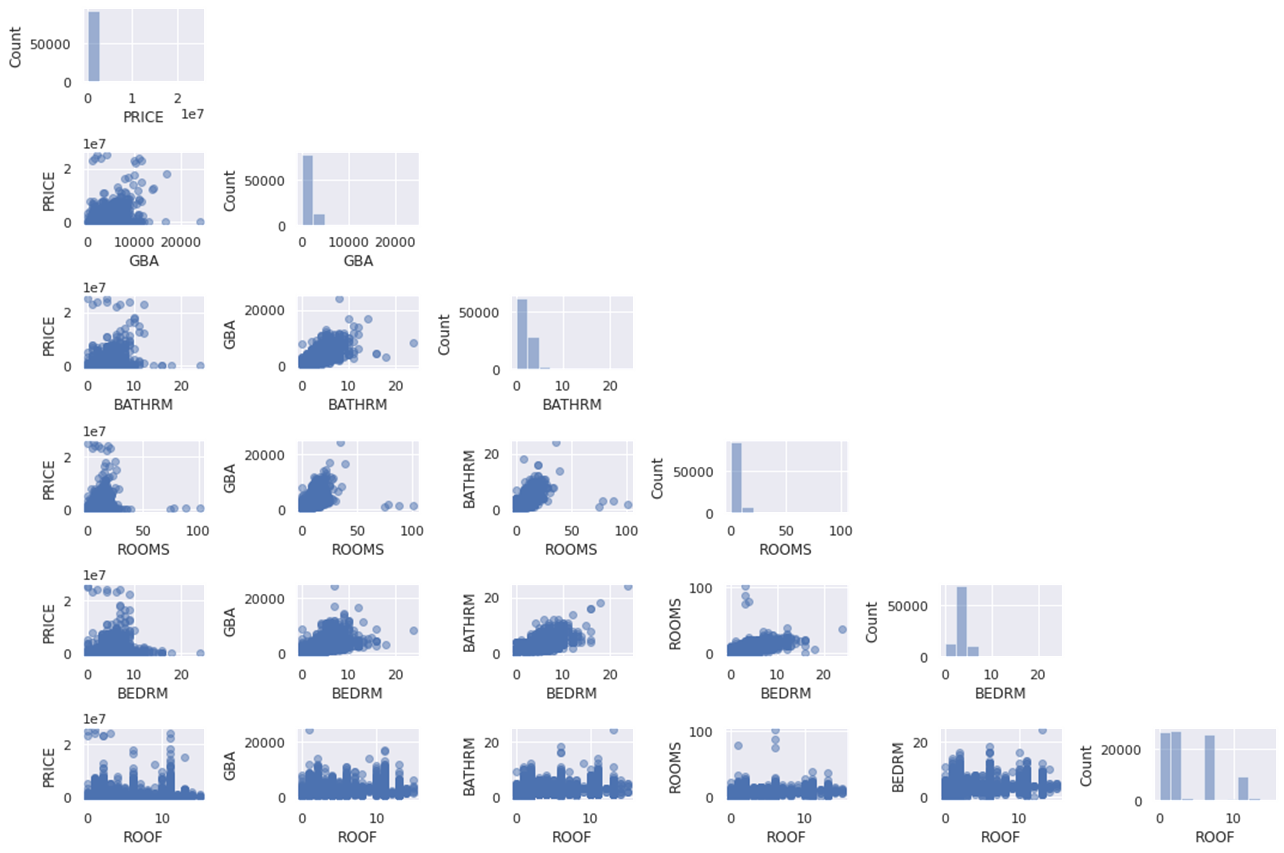 Count
50000
0
0 1 2
PRICE 1e7
1e7
PRICE
2
0
0 10000 20000
GBA
Count
50000
0
0 10000 20000
GBA
1e7
PRICE
2
0
0 10 20
BATHRM
GBA
20000
0
0 10 20
BATHRM
Count
50000
0
0 10 20
BATHRM
1e7
PRICE
2
0
0 50 100
ROOMS
GBA
20000
0
0 50 100
ROOMS
BATHRM
20
0
0 50 100
ROOMS
Count
50000
0
0 50 100
ROOMS
1e7
PRICE
2
0
0 10 20
BEDRM
GBA
20000
0
0 10 20
BEDRM
BATHRM
20
0
0 10 20
BEDRM
ROOMS
100
0
0 10 20
BEDRM
Count
50000
0
0 10 20
BEDRM
1e7
PRICE
2
0
0 10
ROOF
GBA
20000
0
0 10
ROOF
BATHRM
20
0
0 10
ROOF
ROOMS
100
0
0 10
ROOF
BEDRM
20
0
0 10
ROOF
Count
20000
0
0 10
ROOF